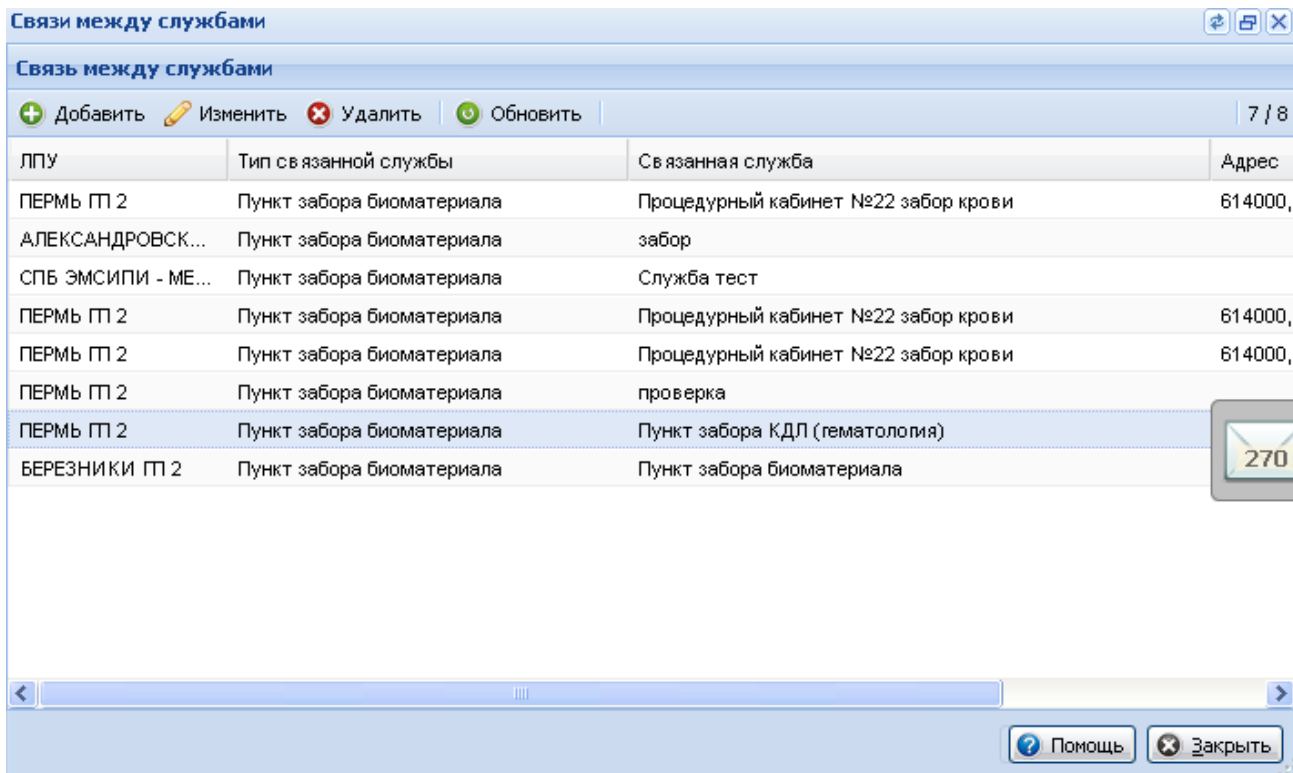 Связи между службами
Связь между службами
Добавить Изменить Удалить Обновить 7 / 8
ЛПУ Тип связанной службы Связанная служба Адрес
ПЕРМЬ ГП 2 Пункт забора биоматериала Процедурный кабинет №22 забор крови 614000,
АЛЕКСАНДРОВСК... Пункт забора биоматериала забор
СПБ ЭМСИПИ - МЕ... Пункт забора биоматериала Служба тест
ПЕРМЬ ГП 2 Пункт забора биоматериала Процедурный кабинет №22 забор крови 614000,
ПЕРМЬ ГП 2 Пункт забора биоматериала Процедурный кабинет №22 забор крови 614000,
ПЕРМЬ ГП 2 Пункт забора биоматериала проверка
ПЕРМЬ ГП 2 Пункт забора биоматериала Пункт забора КДЛ (гематология)
БЕРЕЗНИКИ ГП 2 Пункт забора биоматериала Пункт забора биоматериала
270
Помощь Закрыть